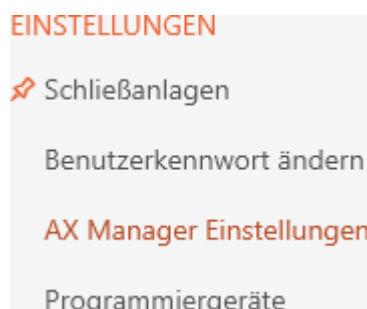 EINSTELLUNGEN
Schließanlagen
Benutzerkennwort ändern
AX Manager Einstellungen
Programmiergeräte